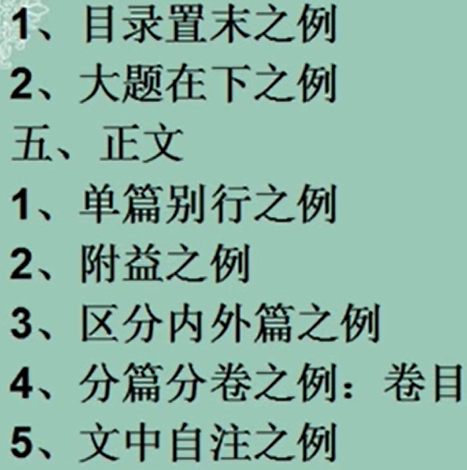 1、目录置末之例
2、大题在下之例
五、正文
1、单篇别行之例
2、附益之例
3、区分内外篇之例
4、分篇分卷之例：卷目
5、文中自注之例